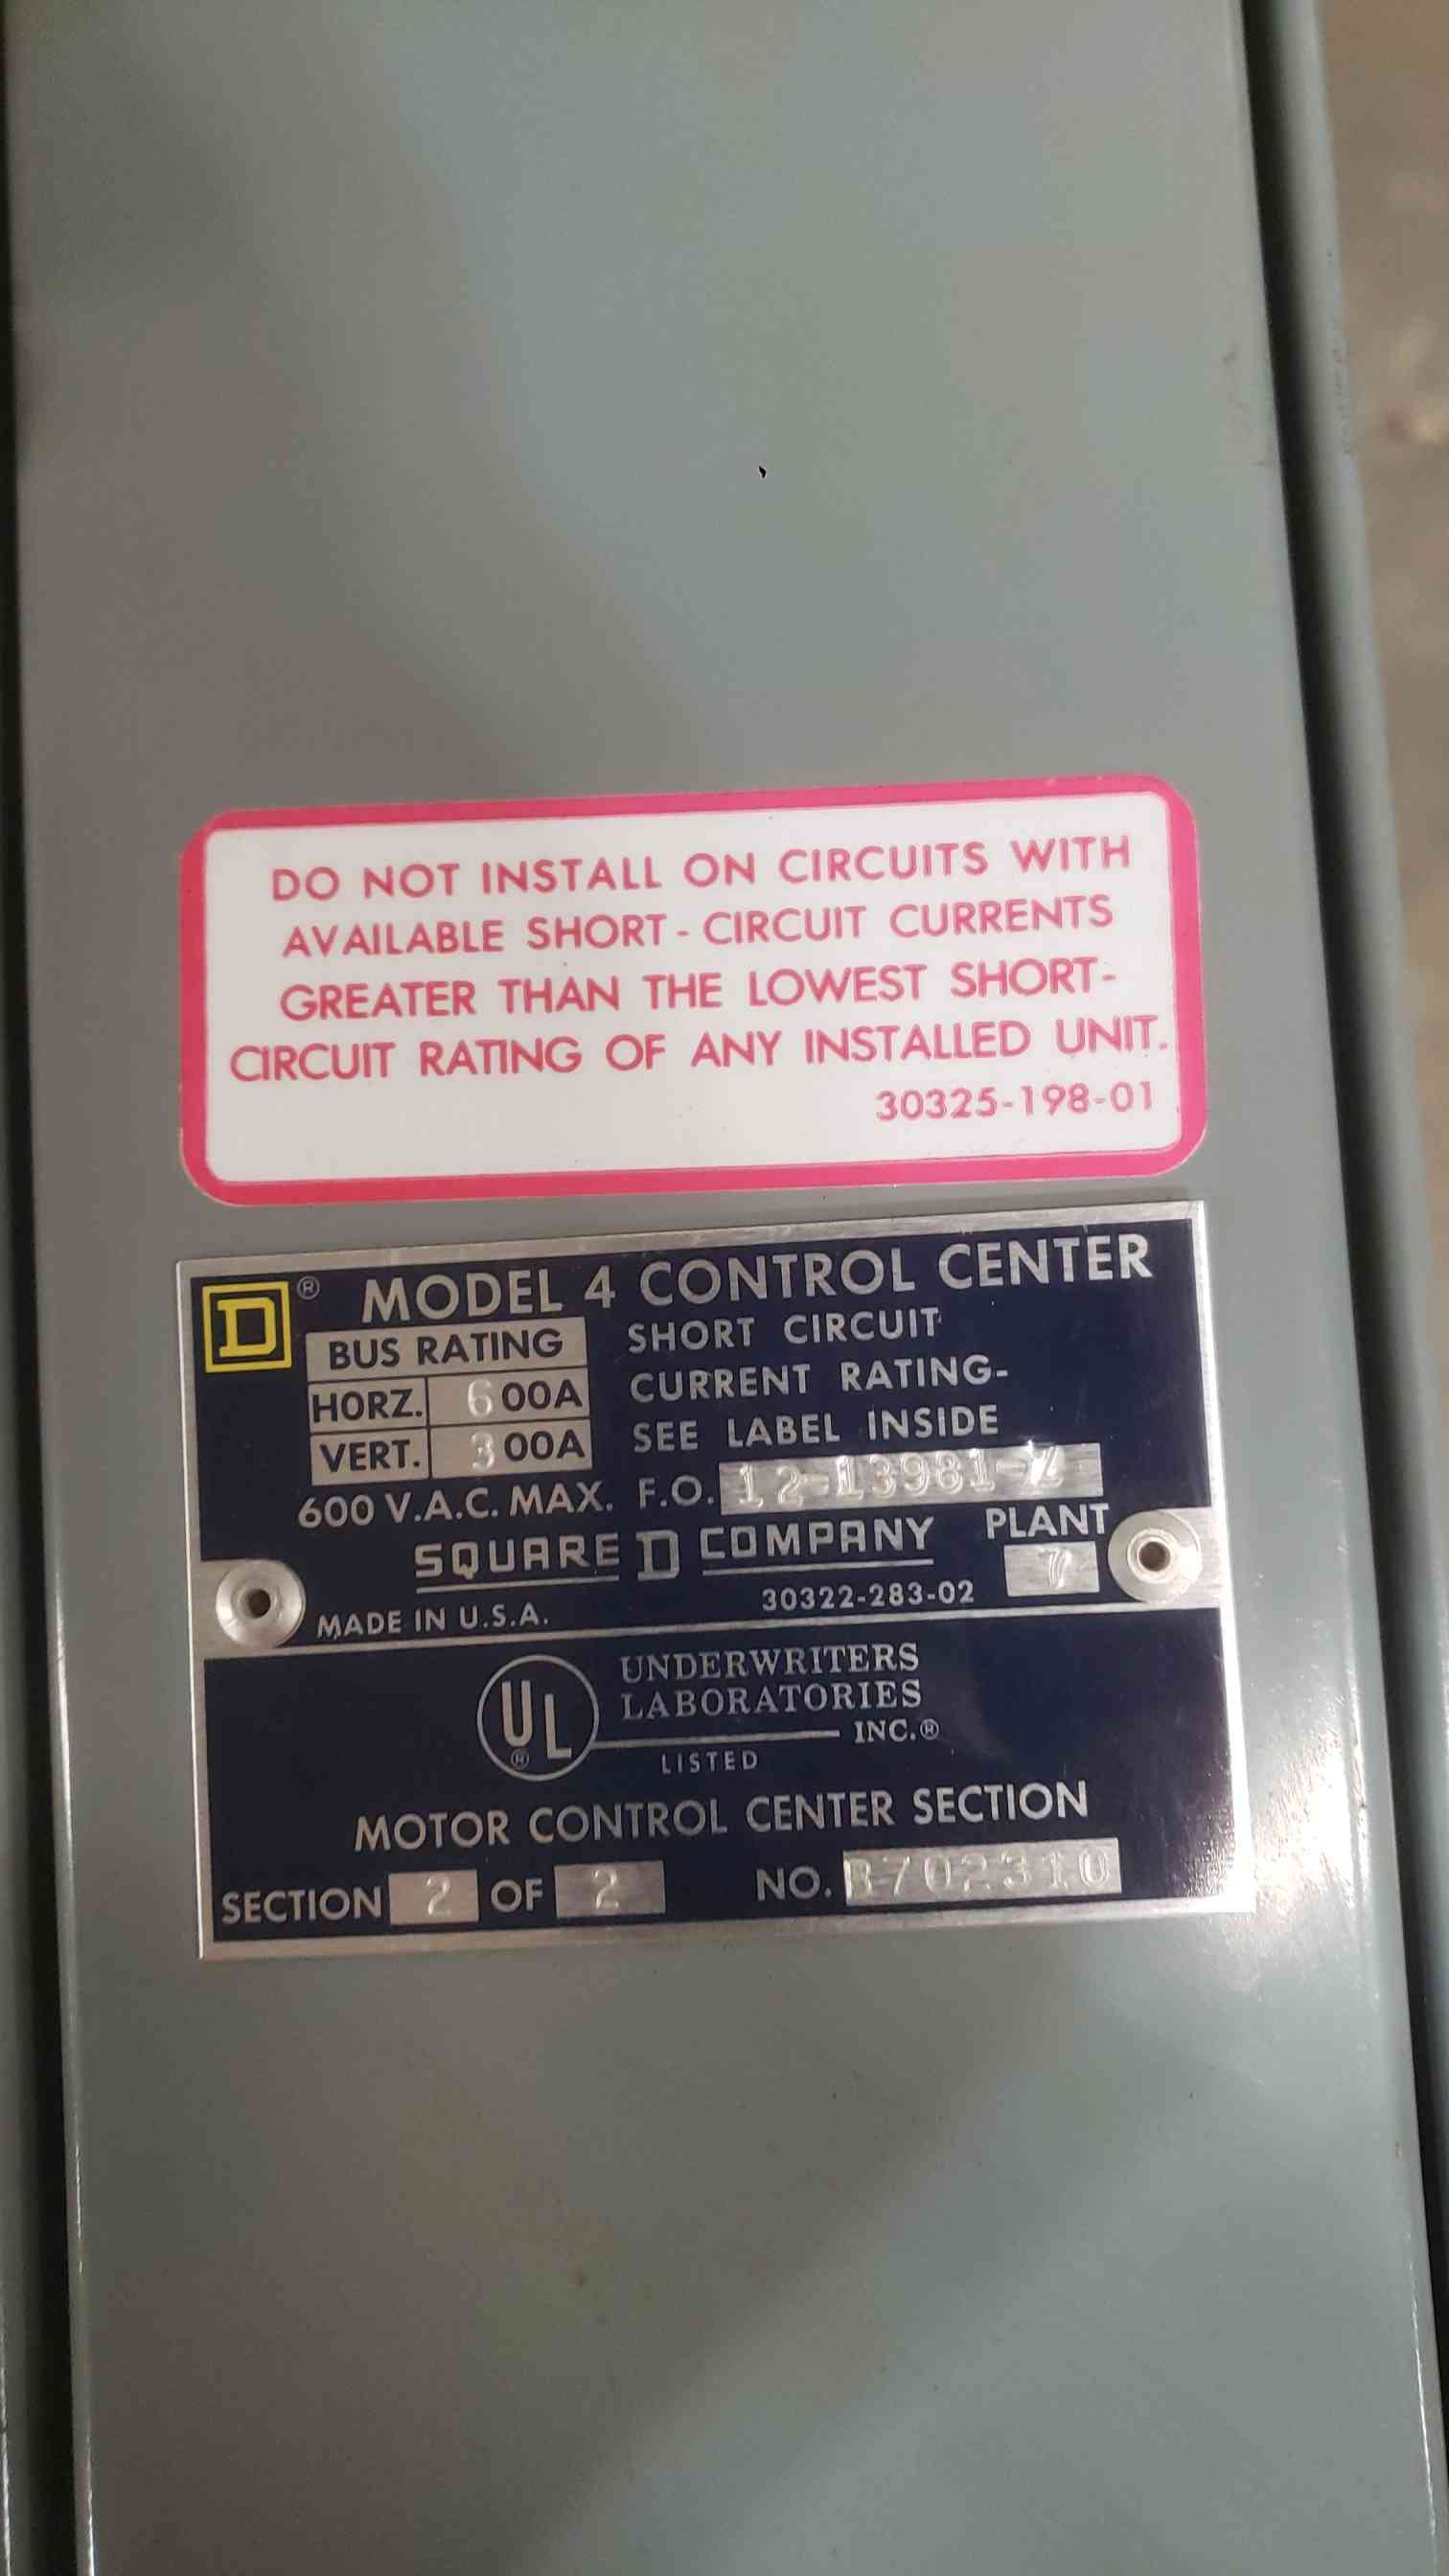 DO NOT INSTALL ON CIRCUITS WITH
AVAILABLE SHORT - CIRCUIT CURRENTS
GREATER THAN THE LOWEST SHORT-
CIRCUIT RATING OF ANY INSTALLED UNIT.
30325-198-01
D ® MODEL 4 CONTROL CENTER
BUS RATING
HORZ. 600A
VERT. 300A
SHORT CIRCUIT
CURRENT RATING-
SEE LABEL INSIDE
600 V.A.C. MAX. F.O.
SQUARE D COMPANY PLANT 7
MADE IN U.S.A. 30322-283-02
UL ® UNDERWRITERS
LABORATORIES
INC.®
LISTED
MOTOR CONTROL CENTER SECTION
SECTION 2 OF 2 NO.